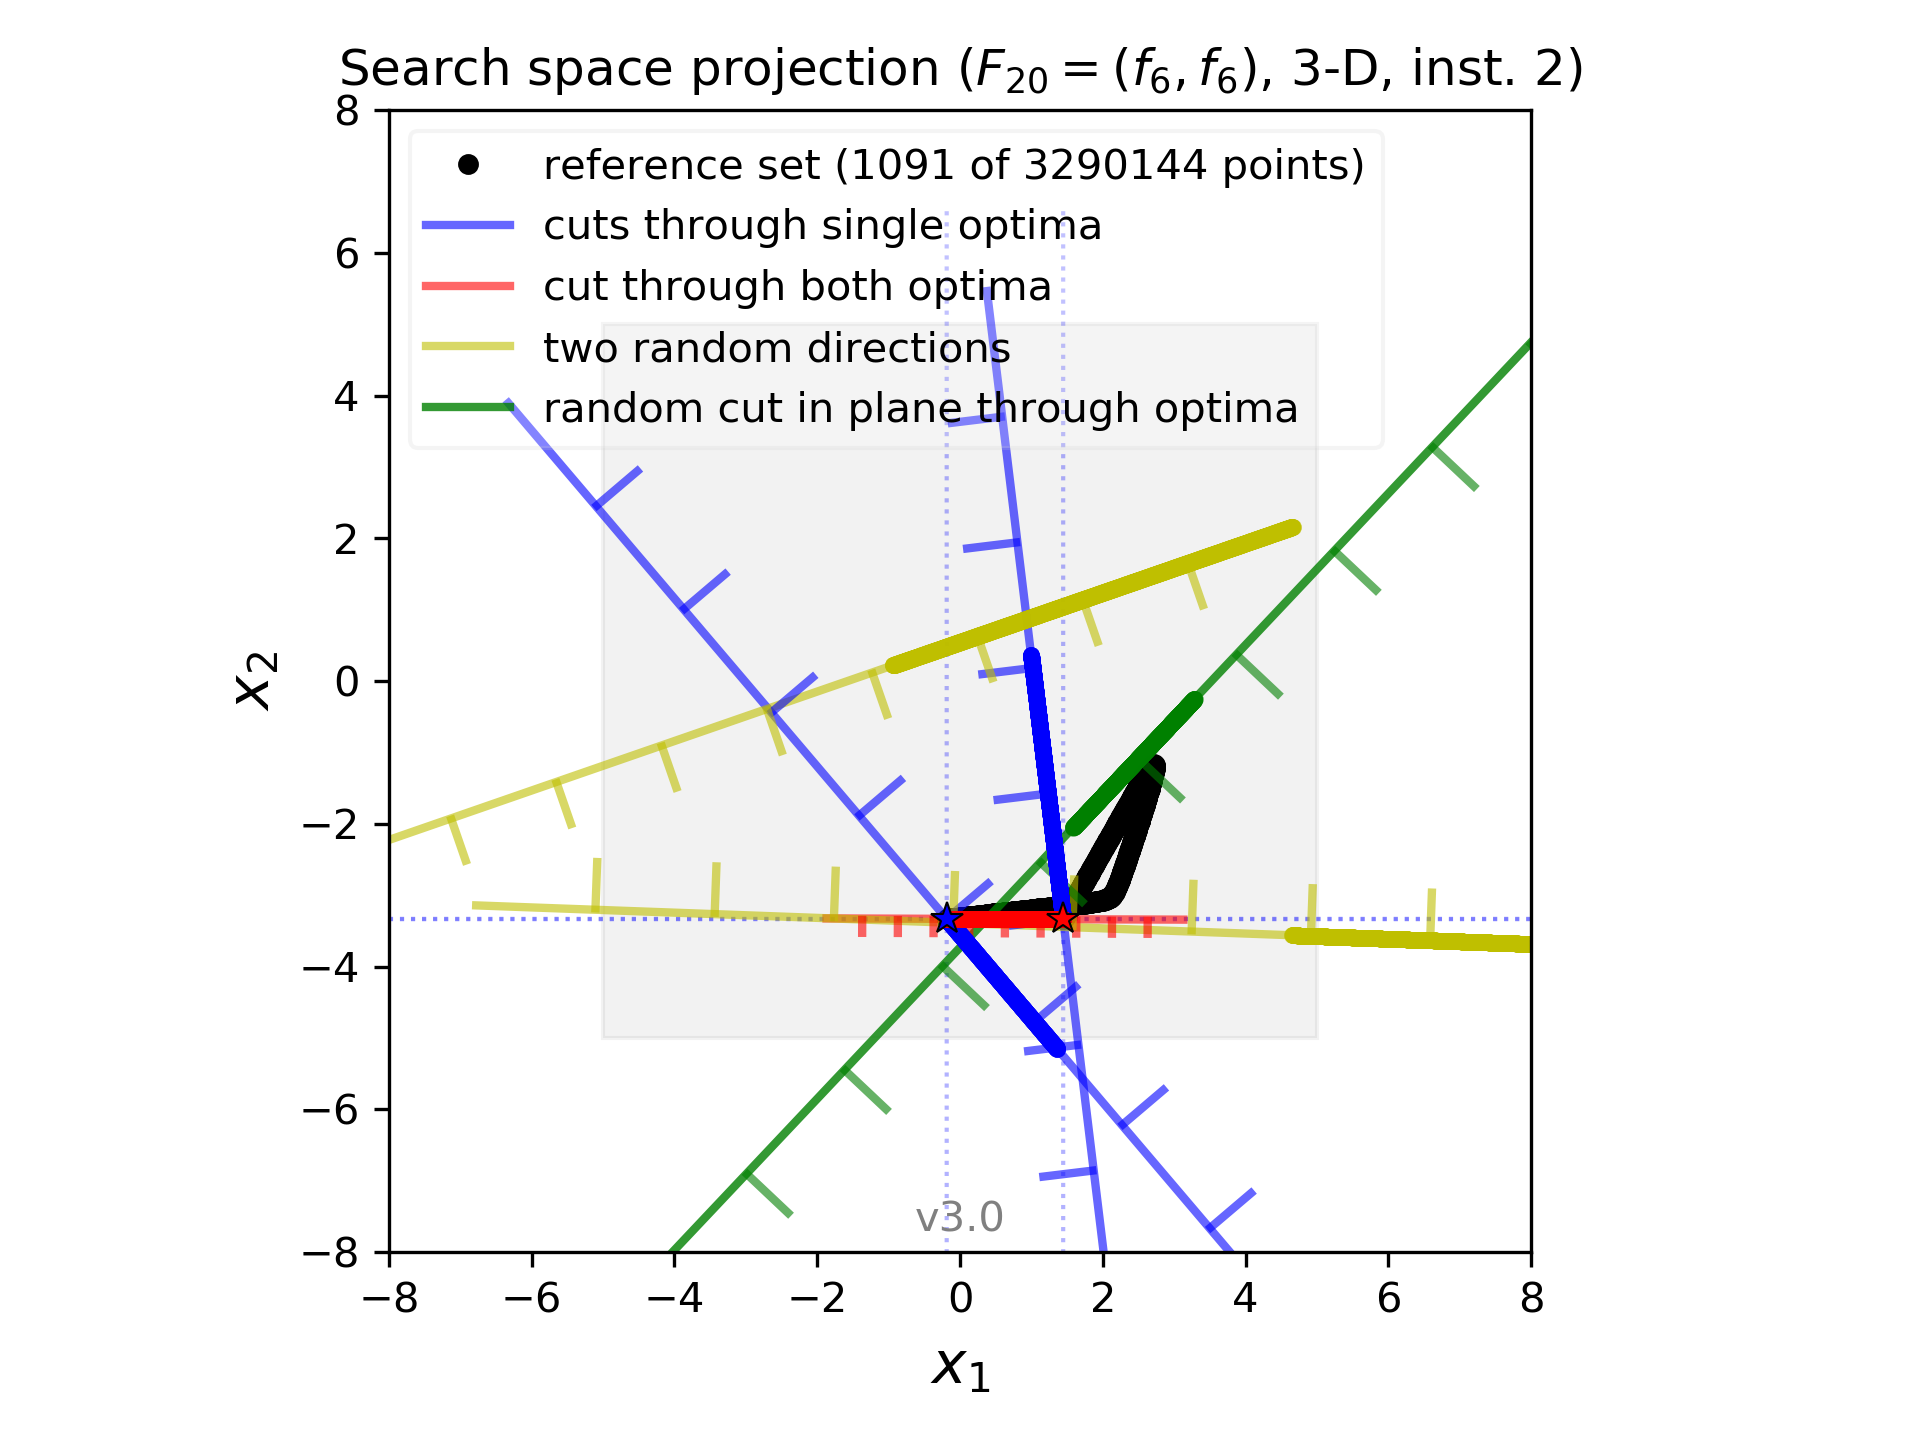 Search space projection (F₂₀ = (f₆, f₆), 3-D, inst. 2)
reference set (1091 of 3290144 points)
cuts through single optima
cut through both optima
two random directions
random cut in plane through optima
8
6
4
2
0
−2
−4
−6
−8
x₂
v3.0
−8 −6 −4 −2 0 2 4 6 8
x₁